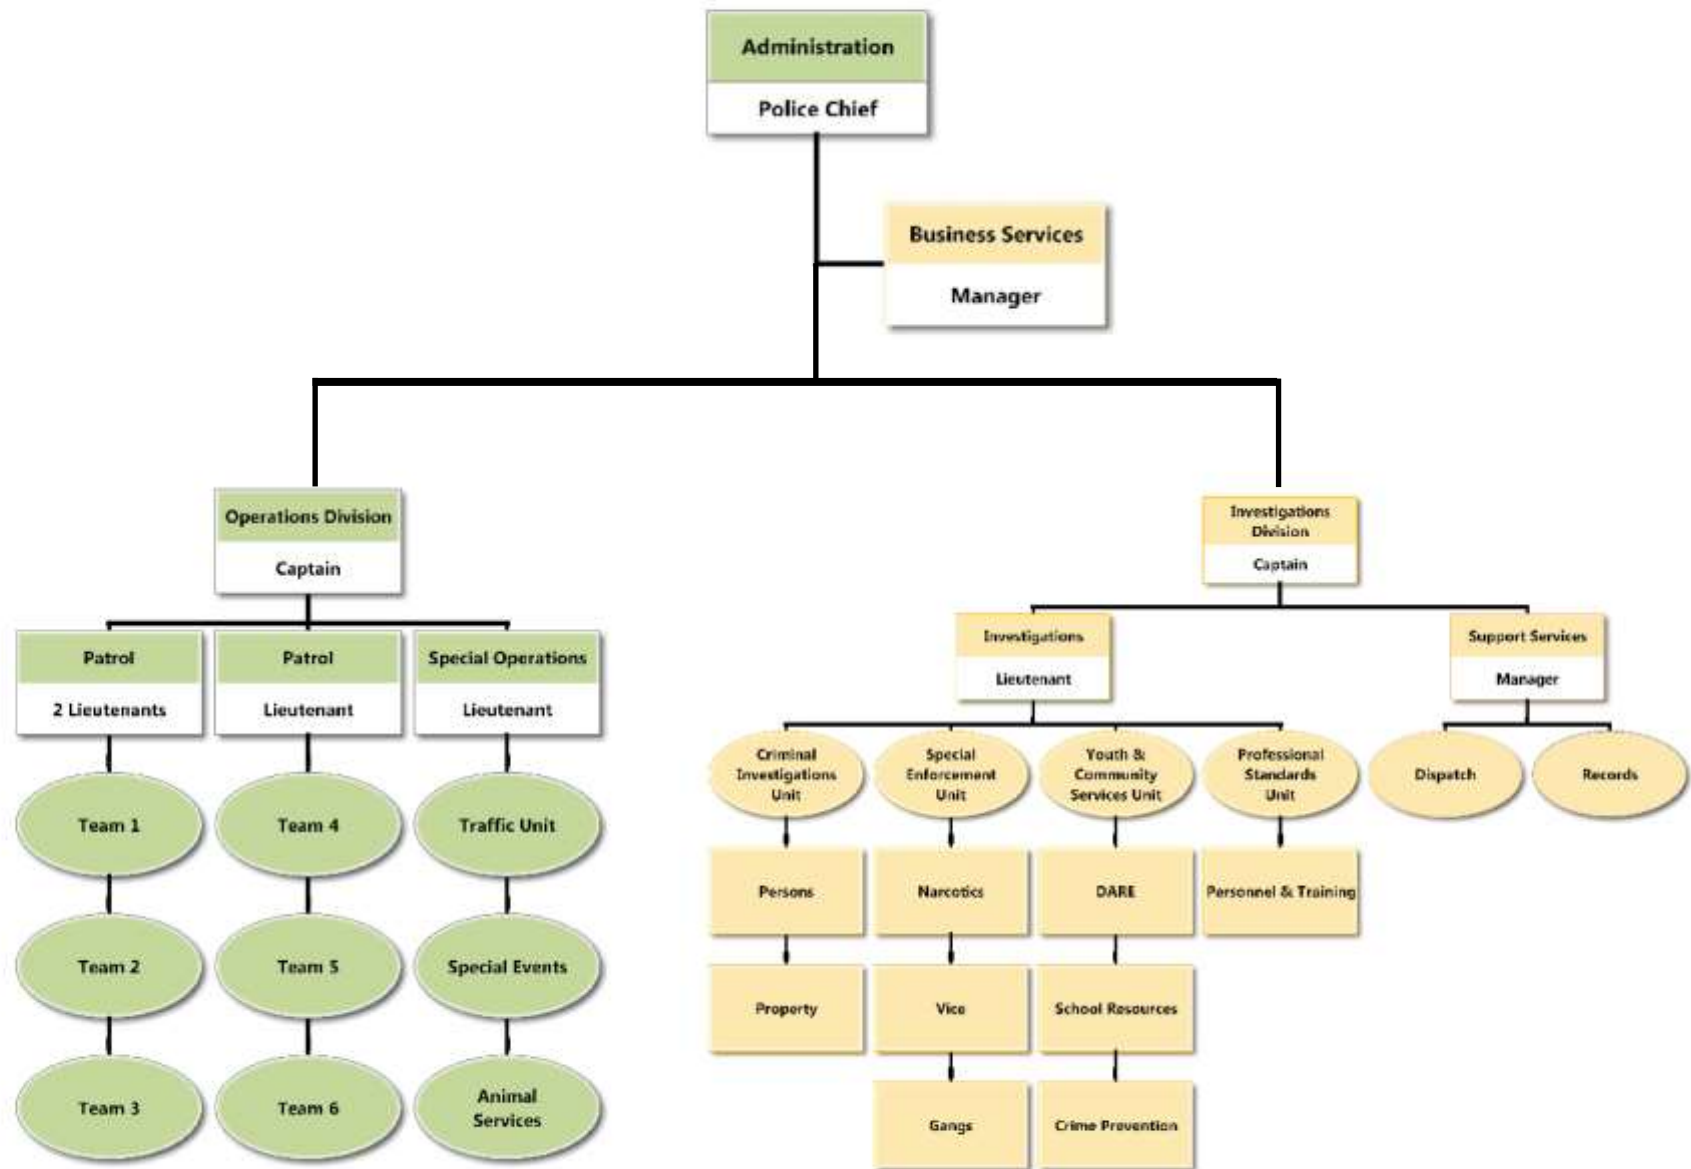 Administration
Police Chief
Business Services
Manager
Operations Division
Captain
Investigations
Division
Captain
Patrol
2 Lieutenants
Patrol
Lieutenant
Special Operations
Lieutenant
Investigations
Lieutenant
Support Services
Manager
Team 1
Team 2
Team 3
Team 4
Team 5
Team 6
Traffic Unit
Special Events
Animal
Services
Criminal
Investigations
Unit
Persons
Property
Special
Enforcement
Unit
Narcotics
Vice
Gangs
Youth &
Community
Services Unit
DARE
School Resources
Crime Prevention
Professional
Standards
Unit
Personnel & Training
Dispatch
Records